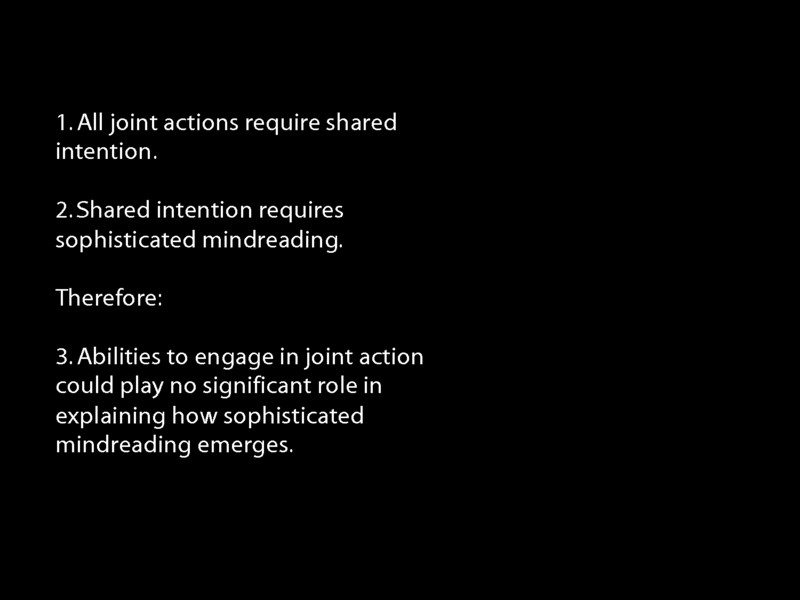 1. All joint actions require shared
intention.
2. Shared intention requires
sophisticated mindreading.
Therefore:
3. Abilities to engage in joint action
could play no significant role in
explaining how sophisticated
mindreading emerges.